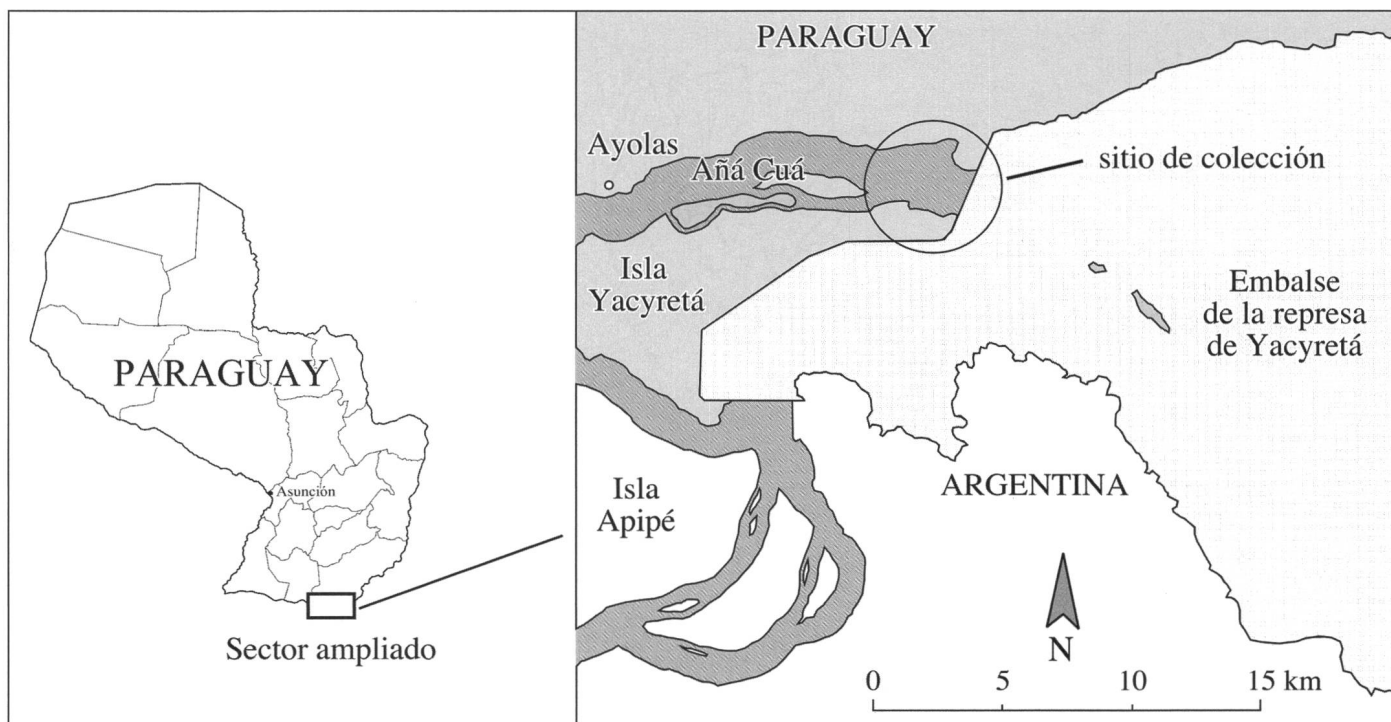 PARAGUAY
Asunción
Sector ampliado
PARAGUAY
Ayolas
Añá Cuá
sitio de colección
Isla
Yacyretá
Embalse
de la represa
de Yacyretá
Isla
Apipé
ARGENTINA
N
0 5 10 15 km